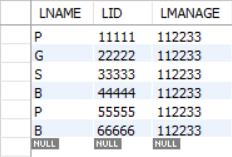 LNAME LID LMANAGE
P 11111 112233
G 22222 112233
S 33333 112233
B 44444 112233
P 55555 112233
B 66666 112233
NULL NULL NULL